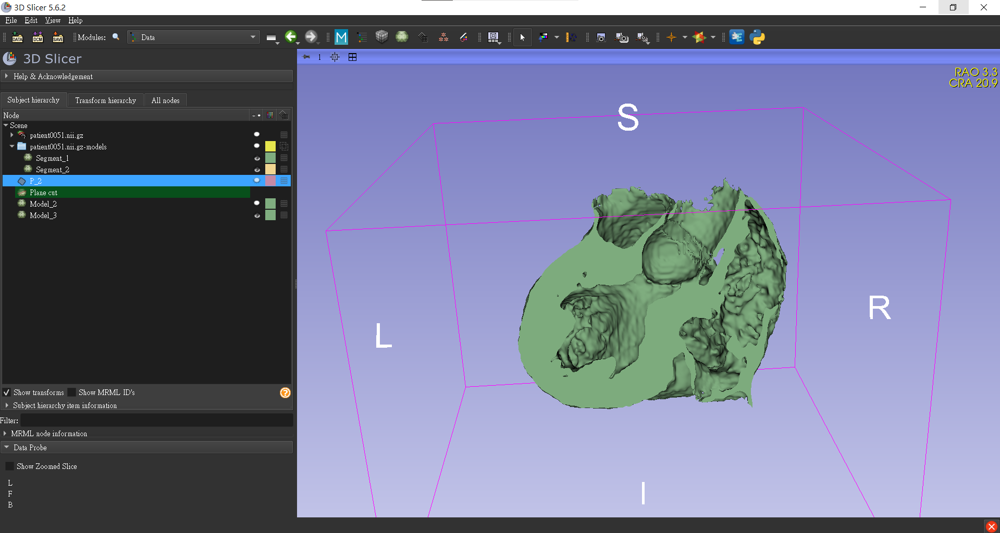 3D Slicer 5.6.2
File Edit View Help
DATA DCM SAVE Modules: Data M
3D Slicer
1
Help & Acknowledgement
RAO 3.3
CRA 20.9
Subject hierarchy Transform hierarchy All nodes
Node
Scene
patient0051.nii.gz
patient0051.nii.gz-models
Segment_1
Segment_2
P_2
Plane cut
Model_2
Model_3
S
R
L
I
Show transforms Show MRML ID's
Subject hierarchy item information
Filter:
MRML node information
Data Probe
Show Zoomed Slice
L
F
B